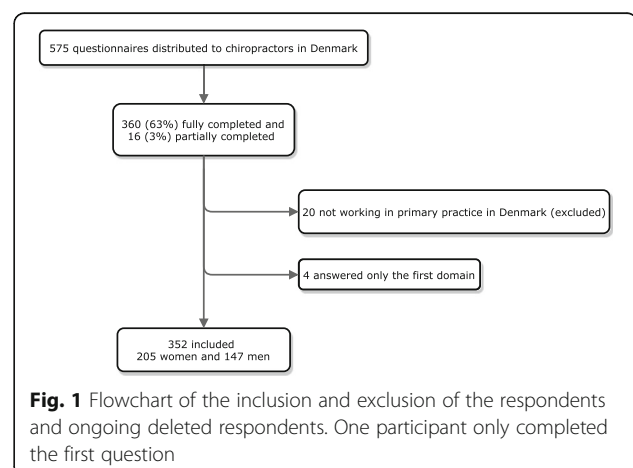 575 questionnaires distributed to chiropractors in Denmark
360 (63%) fully completed and
16 (3%) partially completed
20 not working in primary practice in Denmark (excluded)
4 answered only the first domain
352 included
205 women and 147 men
Fig. 1 Flowchart of the inclusion and exclusion of the respondents
and ongoing deleted respondents. One participant only completed
the first question